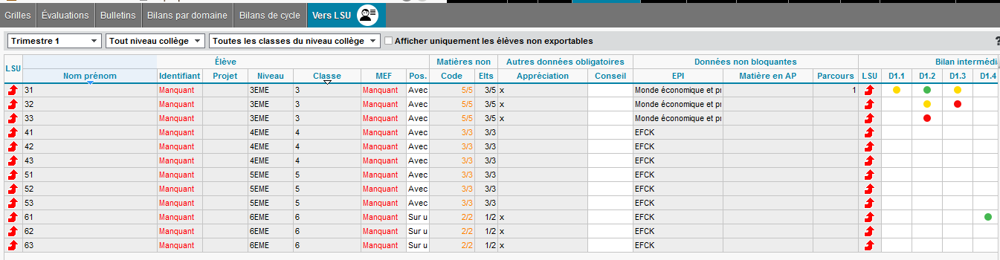 Grilles Évaluations Bulletins Bilans par domaine Bilans de cycle Vers LSU
Trimestre 1 Tout niveau collège Toutes les classes du niveau collège Afficher uniquement les élèves non exportables ?
LSU Élève Matières non Autres données obligatoires Données non bloquantes Bilan intermédia
Nom prénom Identifiant Projet Niveau Classe MEF Pos. Code Elts Appréciation Conseil EPI Matière en AP Parcours LSU D1.1 D1.2 D1.3 D1.4
31 Manquant 3EME 3 Manquant Avec 5/5 3/5 x Monde économique et pr 1
32 Manquant 3EME 3 Manquant Avec 5/5 3/5 x Monde économique et pr
33 Manquant 3EME 3 Manquant Avec 5/5 3/5 x Monde économique et pr
41 Manquant 4EME 4 Manquant Avec 3/3 3/3 EFCK
42 Manquant 4EME 4 Manquant Avec 3/3 3/3 EFCK
43 Manquant 4EME 4 Manquant Avec 3/3 3/3 EFCK
51 Manquant 5EME 5 Manquant Avec 3/3 3/3 EFCK
52 Manquant 5EME 5 Manquant Avec 3/3 3/3 EFCK
53 Manquant 5EME 5 Manquant Avec 3/3 3/3 EFCK
61 Manquant 6EME 6 Manquant Sur u 2/2 1/2 x EFCK
62 Manquant 6EME 6 Manquant Sur u 2/2 1/2 x EFCK
63 Manquant 6EME 6 Manquant Sur u 2/2 1/2 x EFCK